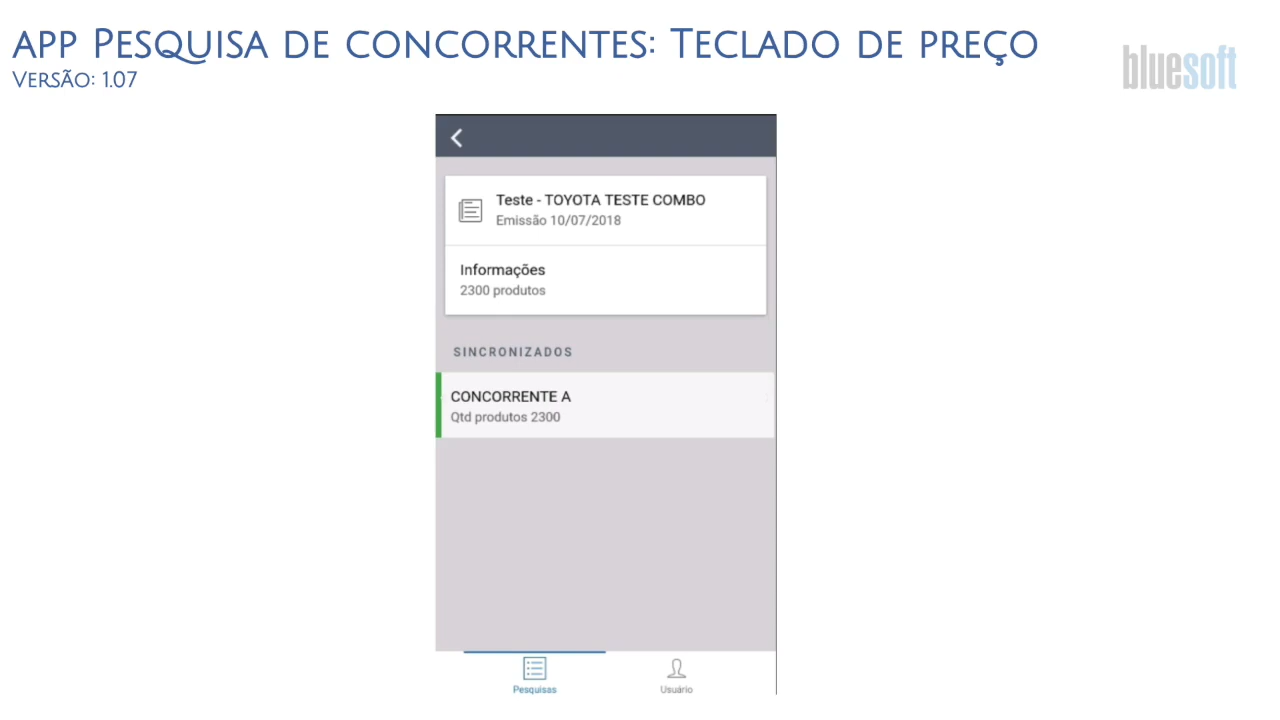 APP PESQUISA DE CONCORRENTES: TECLADO DE PREÇO
VERSÃO: 1.07
bluesoft
Teste - TOYOTA TESTE COMBO
Emissão 10/07/2018
Informações
2300 produtos
SINCRONIZADOS
CONCORRENTE A
Qtd produtos 2300
Pesquisas
Usuário